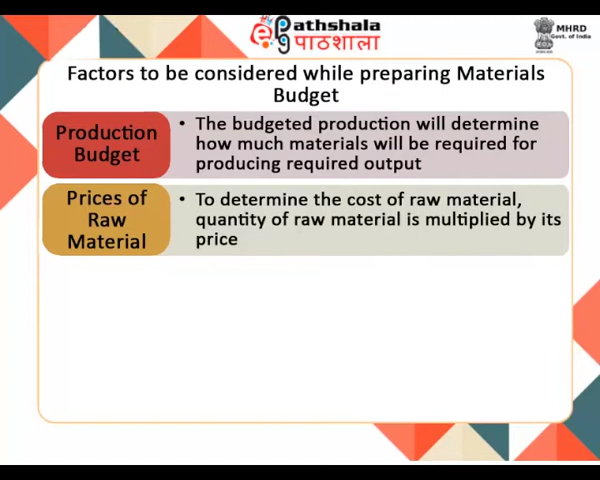 ePathshala
पाठशाला
MHRD
Govt. of India
Factors to be considered while preparing Materials
Budget
Production
Budget
• The budgeted production will determine
how much materials will be required for
producing required output
Prices of
Raw
Material
• To determine the cost of raw material,
quantity of raw material is multiplied by its
price